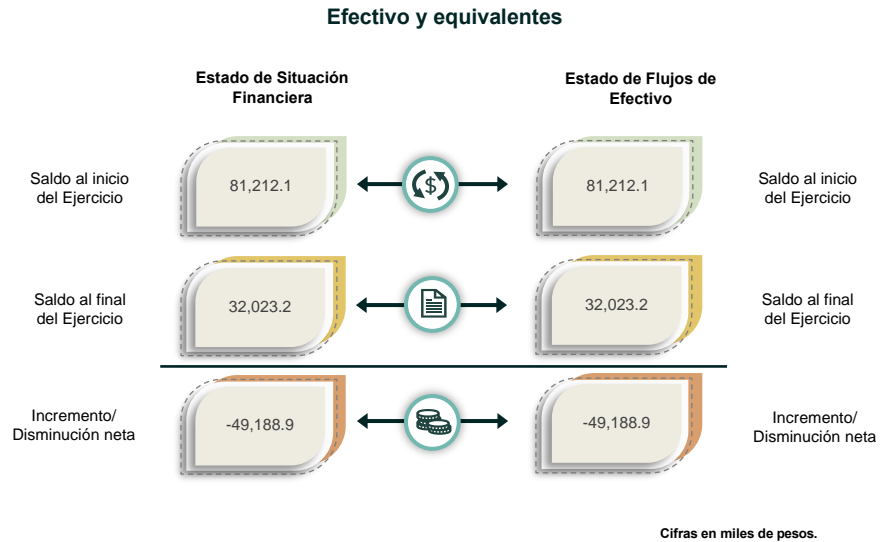 Efectivo y equivalentes
Estado de Situación
Financiera
Estado de Flujos de
Efectivo
Saldo al inicio
del Ejercicio
81,212.1
$
81,212.1
Saldo al inicio
del Ejercicio
Saldo al final
del Ejercicio
32,023.2
32,023.2
Saldo al final
del Ejercicio
Incremento/
Disminución neta
-49,188.9
-49,188.9
Incremento/
Disminución neta
Cifras en miles de pesos.